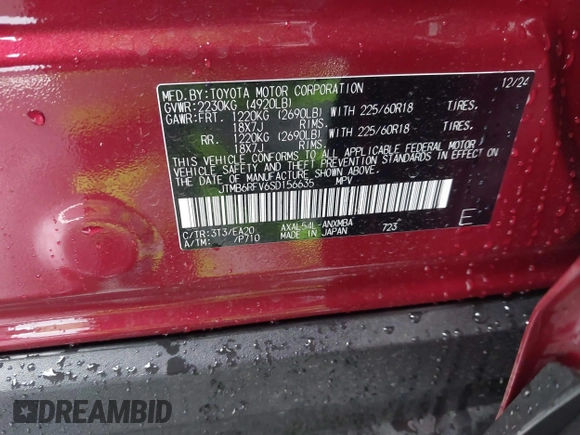 MFD.BY:TOYOTA MOTOR CORPORATION 12/24
GVWR:2230KG (4920LB)
GAWR:FRT. 1220KG (2690LB) WITH 225/60R18 TIRES.
18X7J RIMS.
RR. 1220KG (2690LB) WITH 225/60R18 TIRES.
18X7J RIMS.
THIS VEHICLE CONFORMS TO ALL APPLICABLE FEDERAL MOTOR
VEHICLE SAFETY AND THEFT PREVENTION STANDARDS IN EFFECT ON
THE DATE OF MANUFACTURE SHOWN ABOVE.
JTMB6RFV6SD156635 MPV
C/TR:3T3/EA20 AXAL54L-ANXMBA 723 E
A/TM: /P710 MADE IN JAPAN
DREAMBID